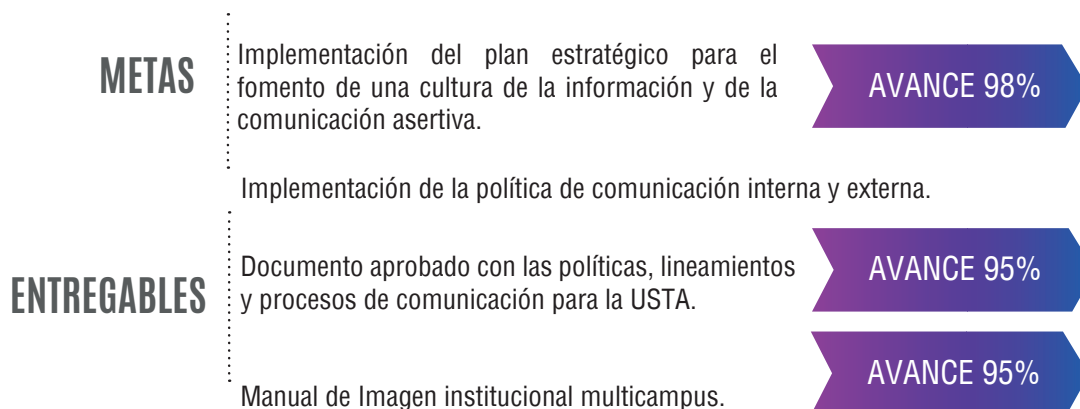 METAS
Implementación del plan estratégico para el
fomento de una cultura de la información y de la
comunicación asertiva.
AVANCE 98%
Implementación de la política de comunicación interna y externa.
ENTREGABLES
Documento aprobado con las políticas, lineamientos
y procesos de comunicación para la USTA.
AVANCE 95%
Manual de Imagen institucional multicampus.
AVANCE 95%